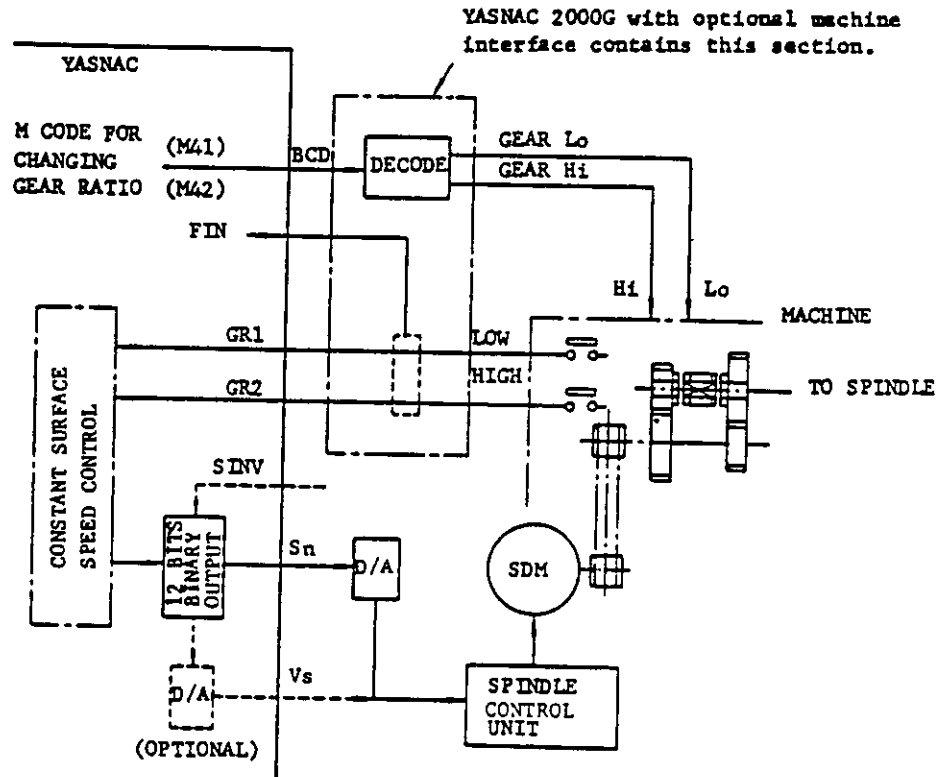 YASNAC 2000G with optional machine
interface contains this section.
YASNAC
M CODE FOR
CHANGING
GEAR RATIO
(M41)
(M42)
BCD
DECODE
GEAR Lo
GEAR Hi
FIN
Hi
Lo
MACHINE
GR1
LOW
HIGH
GR2
TO SPINDLE
CONSTANT SURFACE
SPEED CONTROL
SINV
12 BITS
BINARY
OUTPUT
Sn
D/A
SDM
D/A
Vs
(OPTIONAL)
SPINDLE
CONTROL
UNIT